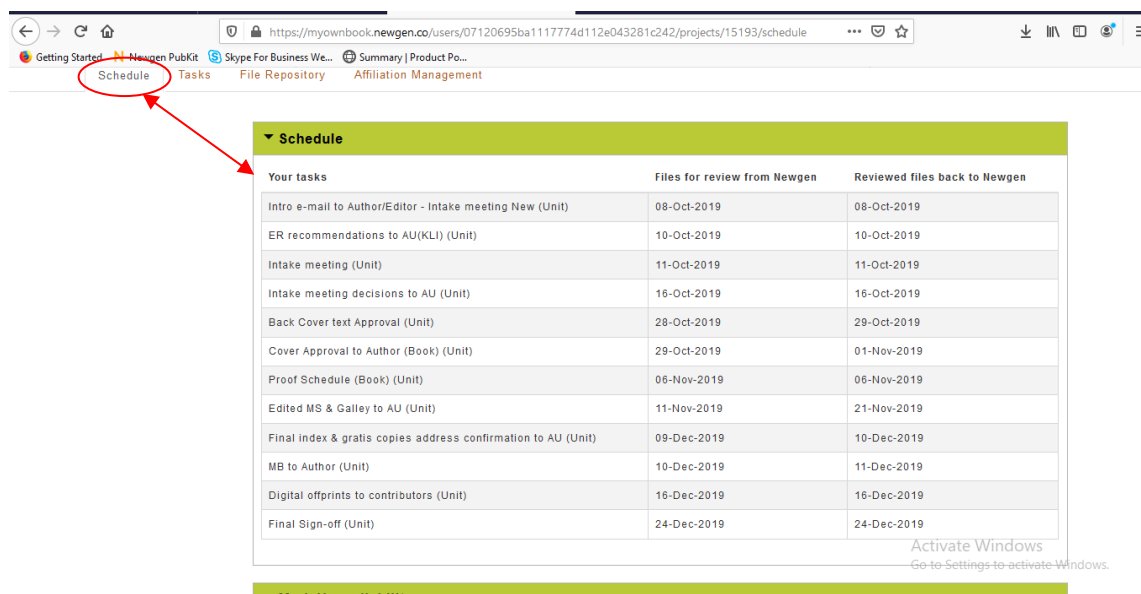 https://myownbook.newgen.co/users/07120695ba1117774d112e043281c242/projects/15193/schedule
Getting Started Newgen PubKit Skype For Business We... Summary | Product Po...
Schedule Tasks File Repository Affiliation Management
Schedule
Your tasks Files for review from Newgen Reviewed files back to Newgen
Intro e-mail to Author/Editor - Intake meeting New (Unit) 08-Oct-2019 08-Oct-2019
ER recommendations to AU(KLI) (Unit) 10-Oct-2019 10-Oct-2019
Intake meeting (Unit) 11-Oct-2019 11-Oct-2019
Intake meeting decisions to AU (Unit) 16-Oct-2019 16-Oct-2019
Back Cover text Approval (Unit) 28-Oct-2019 29-Oct-2019
Cover Approval to Author (Book) (Unit) 29-Oct-2019 01-Nov-2019
Proof Schedule (Book) (Unit) 06-Nov-2019 06-Nov-2019
Edited MS & Galley to AU (Unit) 11-Nov-2019 21-Nov-2019
Final index & gratis copies address confirmation to AU (Unit) 09-Dec-2019 10-Dec-2019
MB to Author (Unit) 10-Dec-2019 11-Dec-2019
Digital offprints to contributors (Unit) 16-Dec-2019 16-Dec-2019
Final Sign-off (Unit) 24-Dec-2019 24-Dec-2019
Activate Windows
Go to Settings to activate Windows.